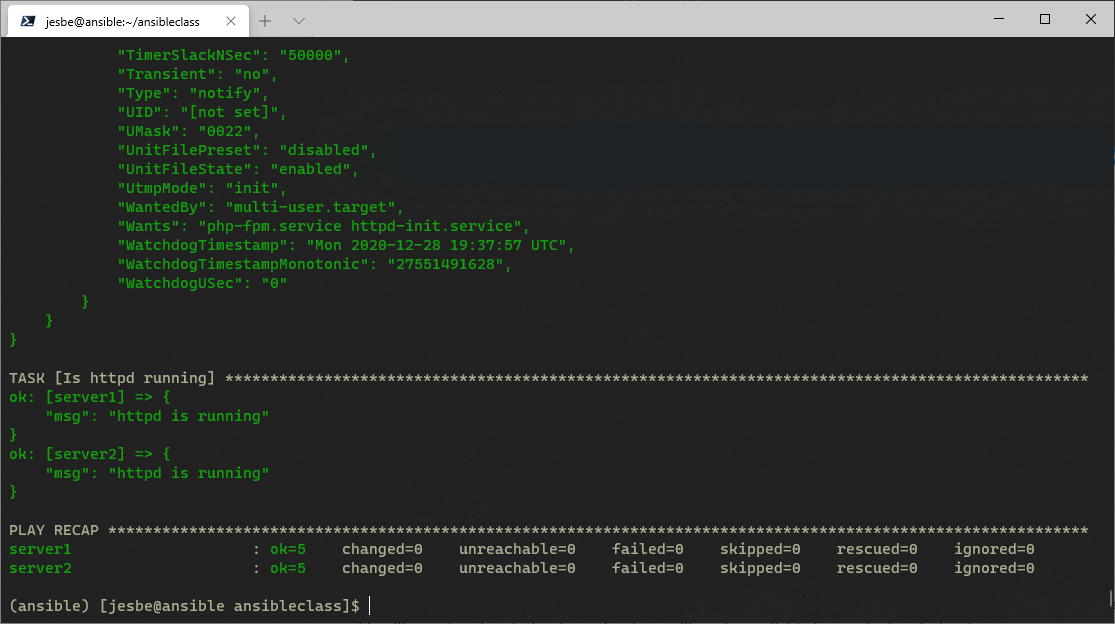 jesbe@ansible:~/ansibleclass
            "TimerSlackNSec": "50000",
            "Transient": "no",
            "Type": "notify",
            "UID": "[not set]",
            "UMask": "0022",
            "UnitFilePreset": "disabled",
            "UnitFileState": "enabled",
            "UtmpMode": "init",
            "WantedBy": "multi-user.target",
            "Wants": "php-fpm.service httpd-init.service",
            "WatchdogTimestamp": "Mon 2020-12-28 19:37:57 UTC",
            "WatchdogTimestampMonotonic": "27551491628",
            "WatchdogUSec": "0"
        }
    }
}
TASK [Is httpd running] ************************************************************************************************
ok: [server1] => {
    "msg": "httpd is running"
}
ok: [server2] => {
    "msg": "httpd is running"
}
PLAY RECAP *************************************************************************************************************
server1                    : ok=5    changed=0    unreachable=0    failed=0    skipped=0    rescued=0    ignored=0
server2                    : ok=5    changed=0    unreachable=0    failed=0    skipped=0    rescued=0    ignored=0
(ansible) [jesbe@ansible ansibleclass]$